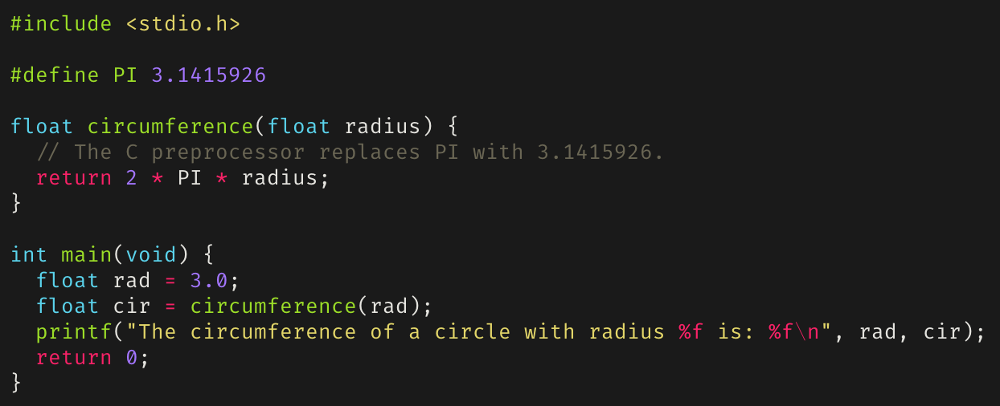 #include <stdio.h>

#define PI 3.1415926

float circumference(float radius) {
  // The C preprocessor replaces PI with 3.1415926.
  return 2 * PI * radius;
}

int main(void) {
  float rad = 3.0;
  float cir = circumference(rad);
  printf("The circumference of a circle with radius %f is: %f\n", rad, cir);
  return 0;
}